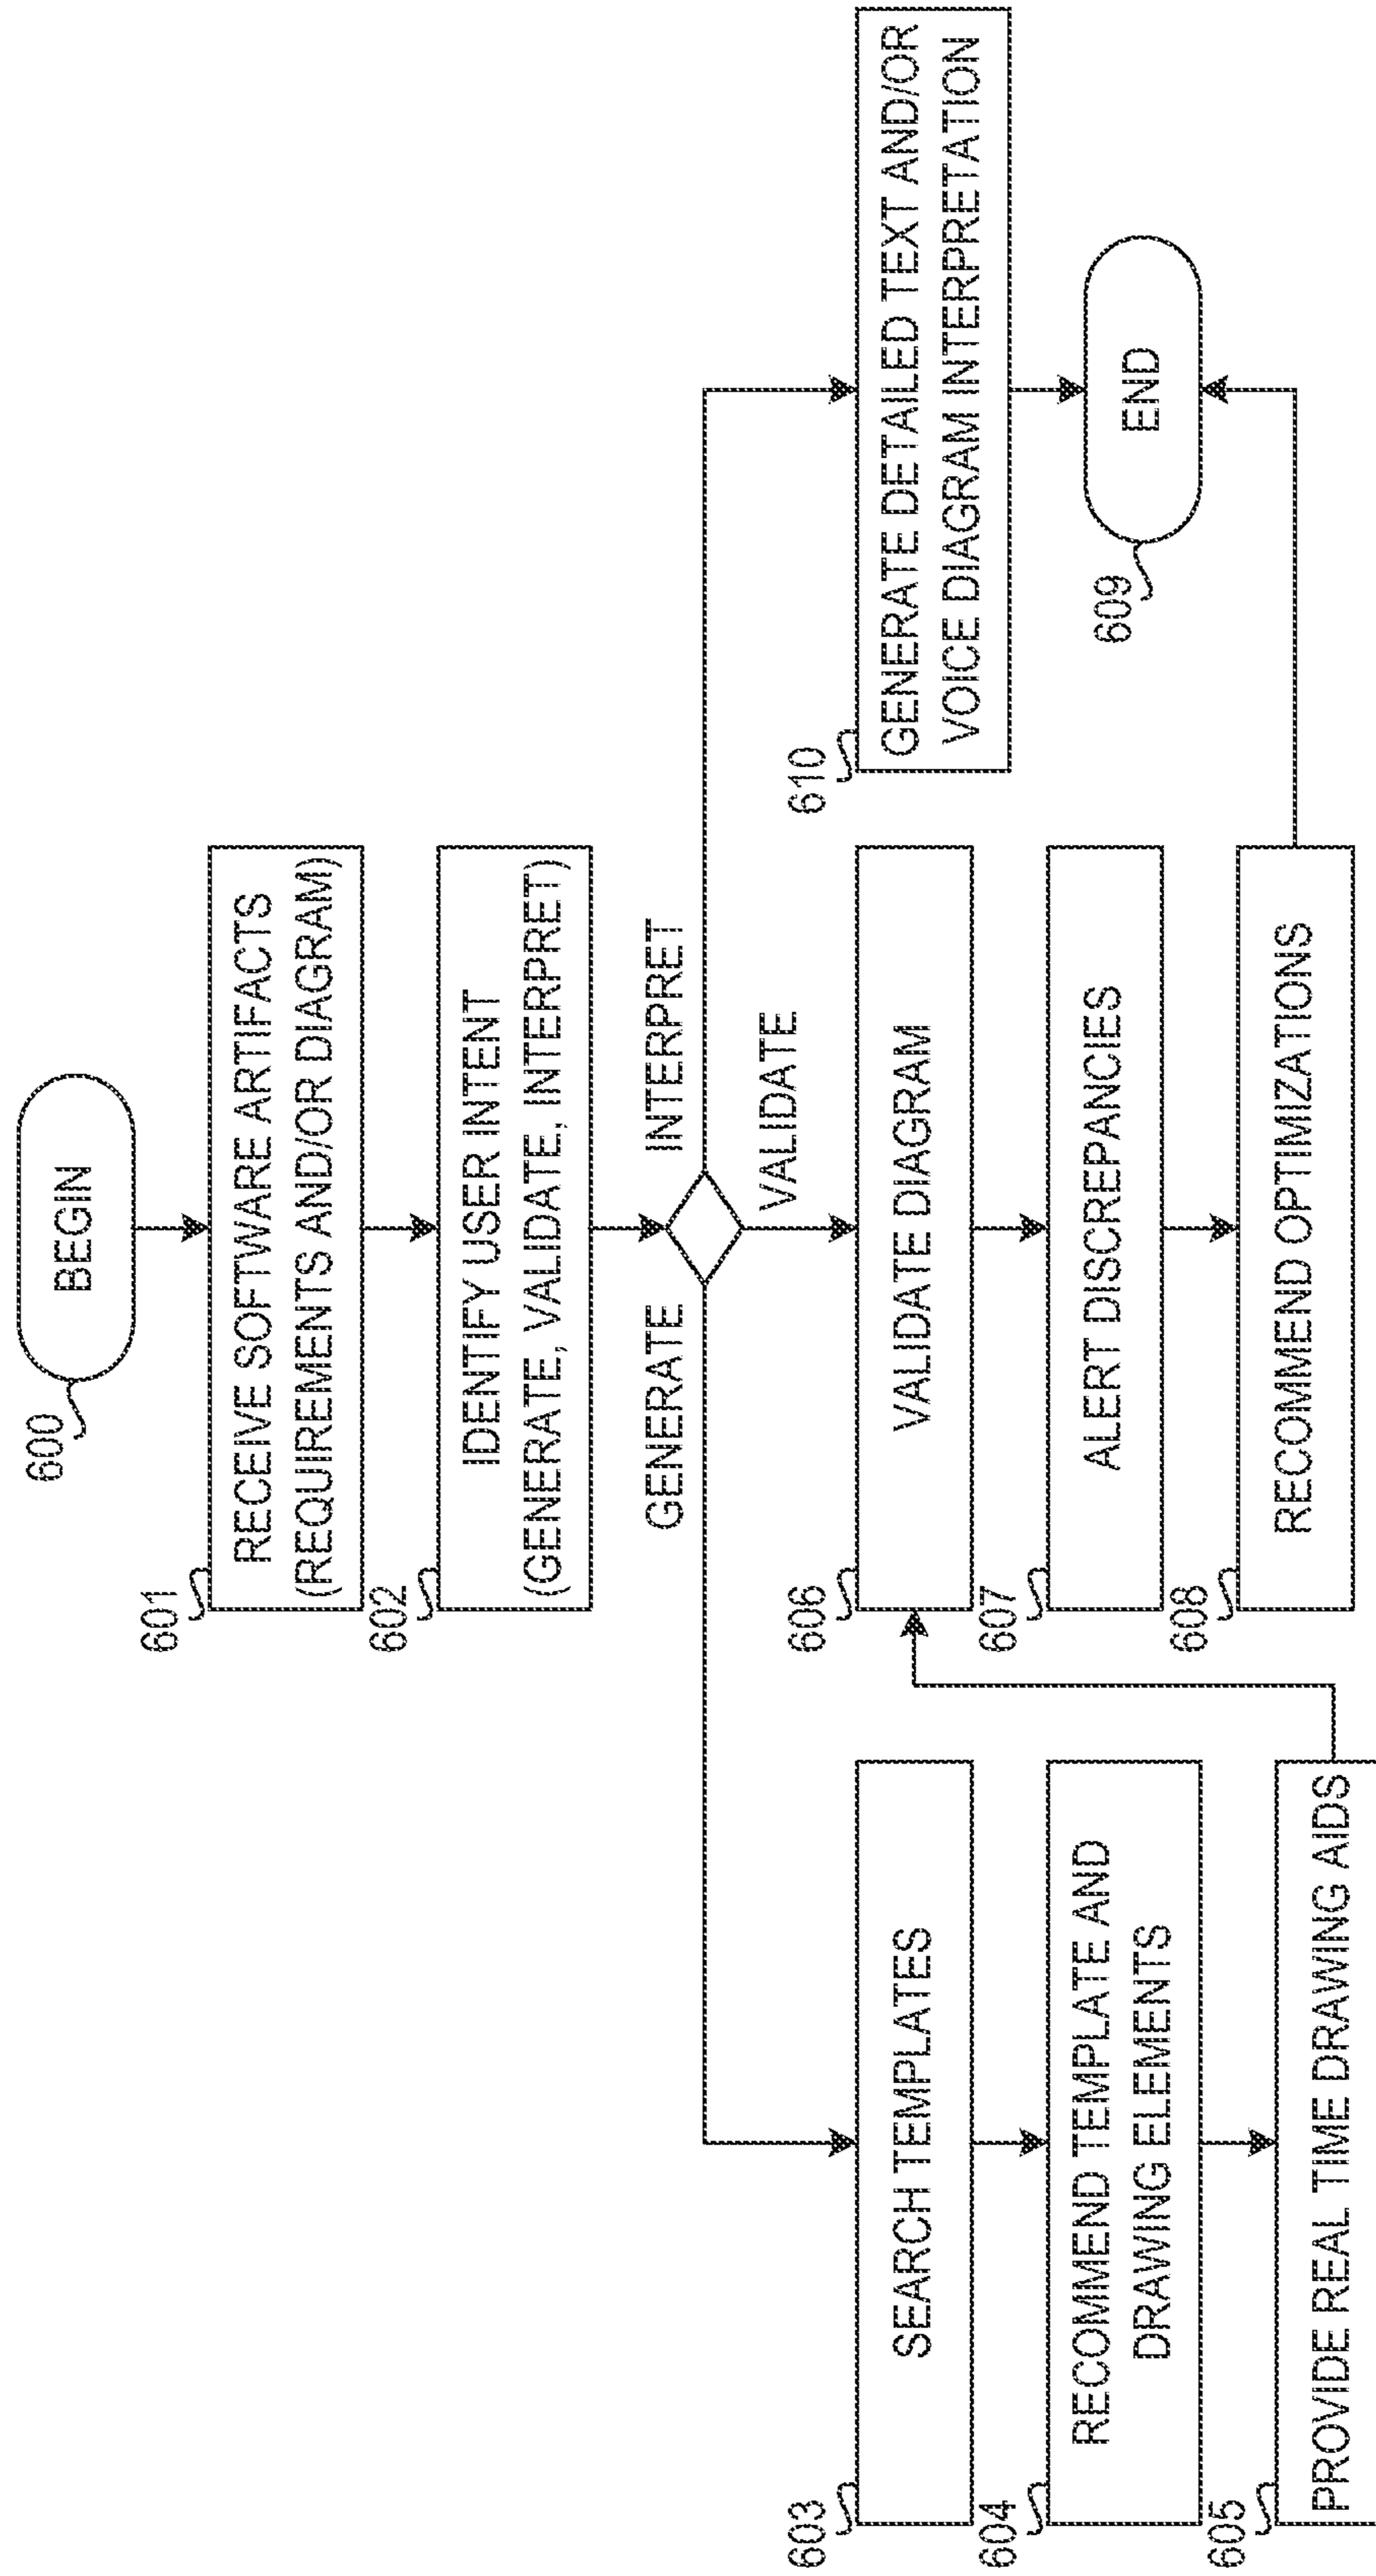 600
BEGIN
601
RECEIVE SOFTWARE ARTIFACTS
(REQUIREMENTS AND/OR DIAGRAM)
602
IDENTIFY USER INTENT
(GENERATE, VALIDATE, INTERPRET)
GENERATE
INTERPRET
VALIDATE
603
SEARCH TEMPLATES
604
RECOMMEND TEMPLATE AND
DRAWING ELEMENTS
605
PROVIDE REAL TIME DRAWING AIDS
606
VALIDATE DIAGRAM
607
ALERT DISCREPANCIES
608
RECOMMEND OPTIMIZATIONS
610
GENERATE DETAILED TEXT AND/OR
VOICE DIAGRAM INTERPRETATION
609
END